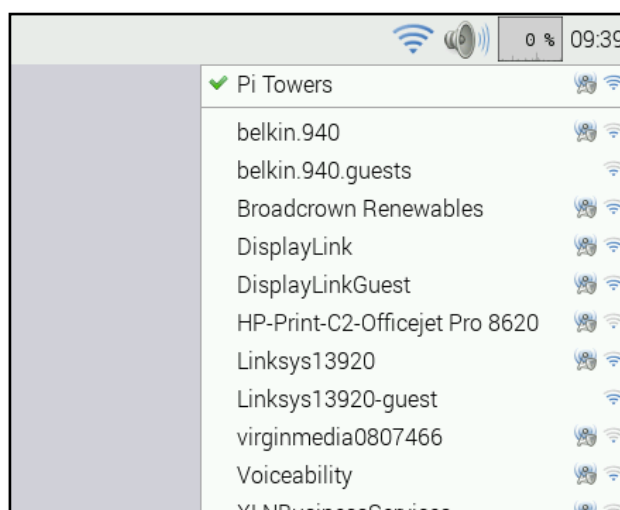 0 % 09:39
Pi Towers
belkin.940
belkin.940.guests
Broadcrown Renewables
DisplayLink
DisplayLinkGuest
HP-Print-C2-Officejet Pro 8620
Linksys13920
Linksys13920-guest
virginmedia0807466
Voiceability